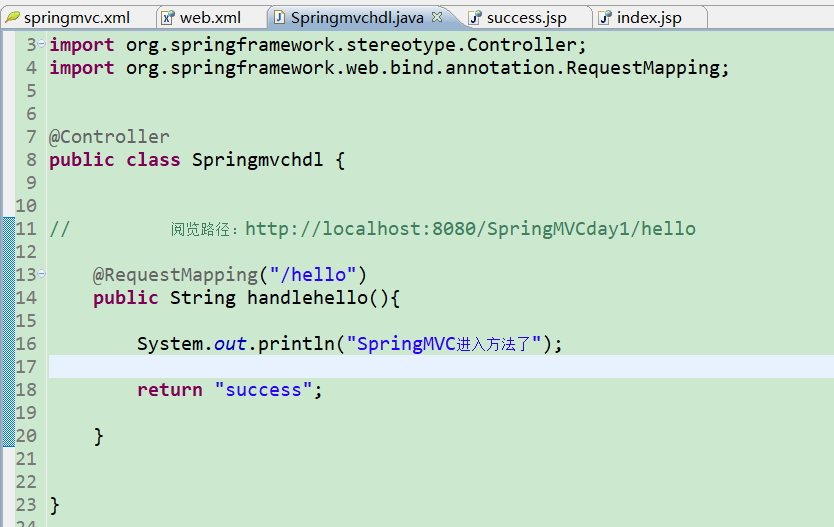 springmvc.xml web.xml Springmvchdl.java success.jsp index.jsp
3 import org.springframework.stereotype.Controller;
4 import org.springframework.web.bind.annotation.RequestMapping;
5
6
7 @Controller
8 public class Springmvchdl {
9
10
11 // 阅览路径：http://localhost:8080/SpringMVCday1/hello
12
13 @RequestMapping("/hello")
14 public String handlehello(){
15
16 System.out.println("SpringMVC进入方法了");
17
18 return "success";
19
20 }
21
22
23 }
24